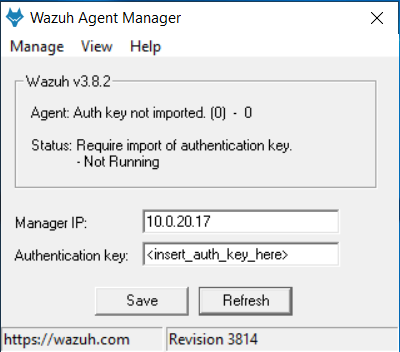 Wazuh Agent Manager
Manage View Help
Wazuh v3.8.2
Agent: Auth key not imported. (0) - 0
Status: Require import of authentication key.
- Not Running
Manager IP: 10.0.20.17
Authentication key: <insert_auth_key_here>
Save Refresh
https://wazuh.com Revision 3814